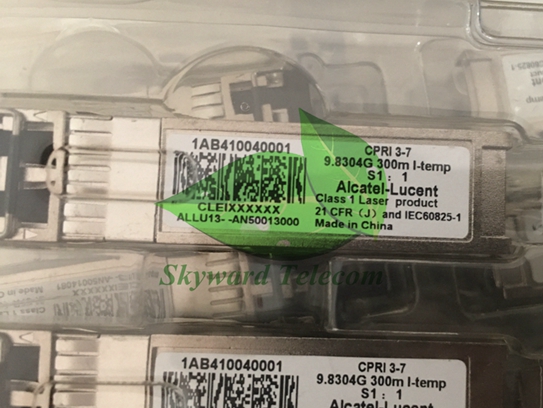 1AB410040001
CPRI 3-7
9.8304G 300m I-temp
S1 : 1
Alcatel-Lucent
Class 1 Laser product
21 CFR (J) and IEC60825-1
Made in China
CLEIXXXXXX
ALLU13- -AN50013000
Skyward Telecom
1AB410040001
CPRI 3-7
9.8304G 300m I-temp
S1 : 1
Alcatel-Lucent